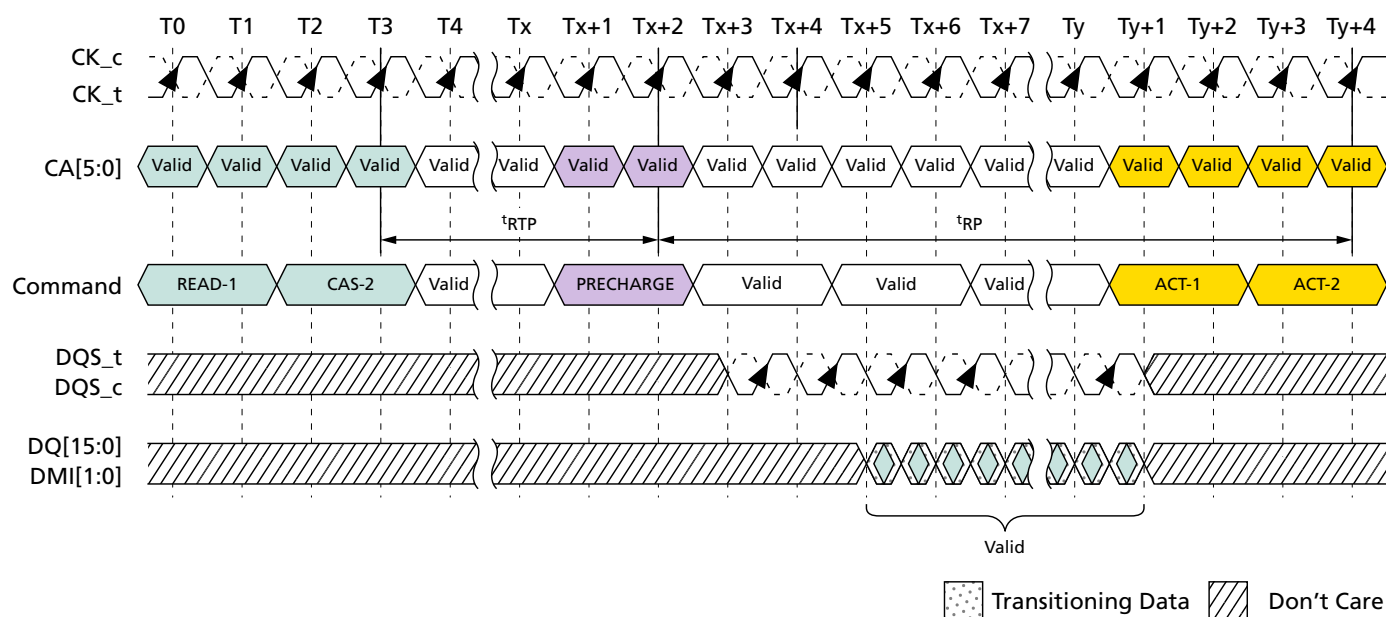 T0 T1 T2 T3 T4 Tx Tx+1 Tx+2 Tx+3 Tx+4 Tx+5 Tx+6 Tx+7 Ty Ty+1 Ty+2 Ty+3 Ty+4
CK_c
CK_t
CA[5:0] Valid Valid Valid Valid Valid Valid Valid Valid Valid Valid Valid Valid Valid Valid Valid Valid Valid Valid
tRTP tRP
Command READ-1 CAS-2 Valid PRECHARGE Valid Valid Valid ACT-1 ACT-2
DQS_t
DQS_c
DQ[15:0]
DMI[1:0]
Valid
Transitioning Data Don't Care